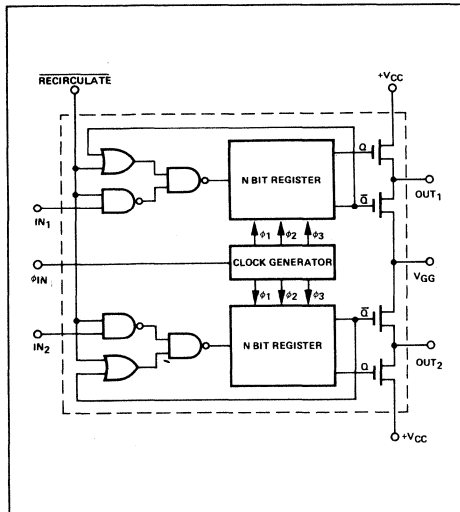 RECIRCULATE
+VCC
Q
N BIT REGISTER
OUT1
Q̅
IN1
ϕ1 ϕ2 ϕ3
ϕIN
CLOCK GENERATOR
VGG
ϕ1 ϕ2 ϕ3
Q̅
IN2
N BIT REGISTER
OUT2
Q
+VCC